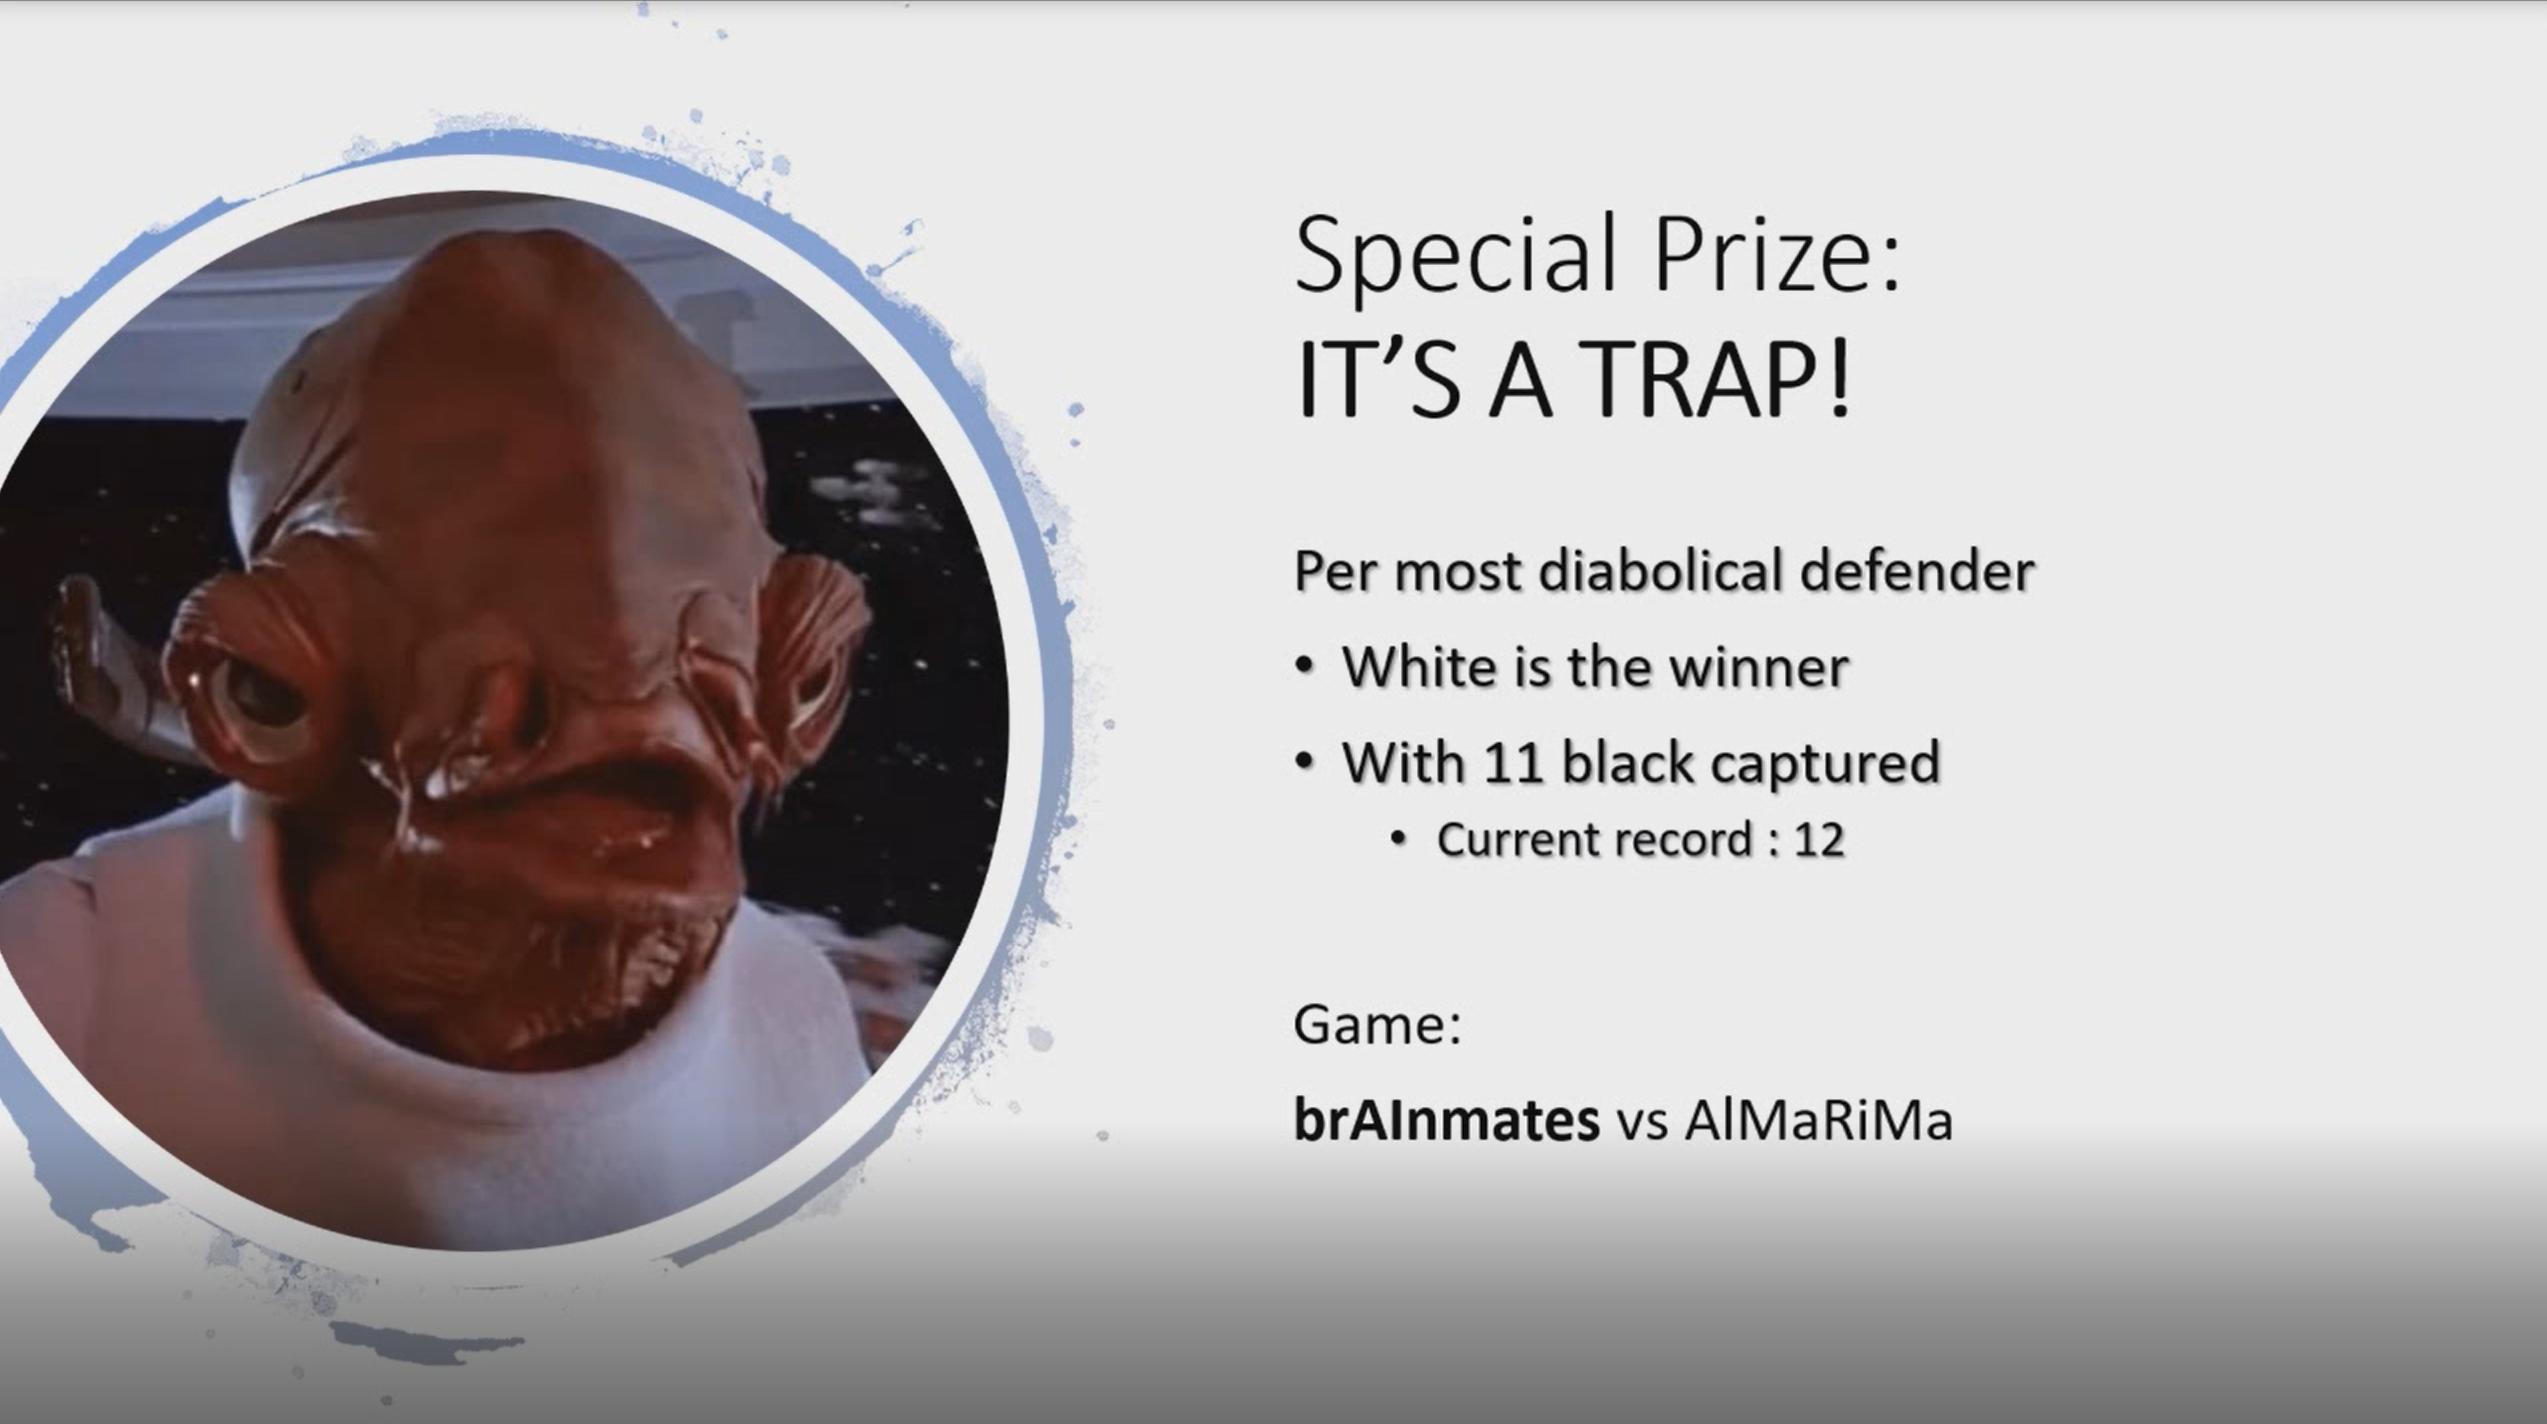 Special Prize:
IT’S A TRAP!
Per most diabolical defender
• White is the winner
• With 11 black captured
• Current record : 12
Game:
brAInmates vs AlMaRiMa